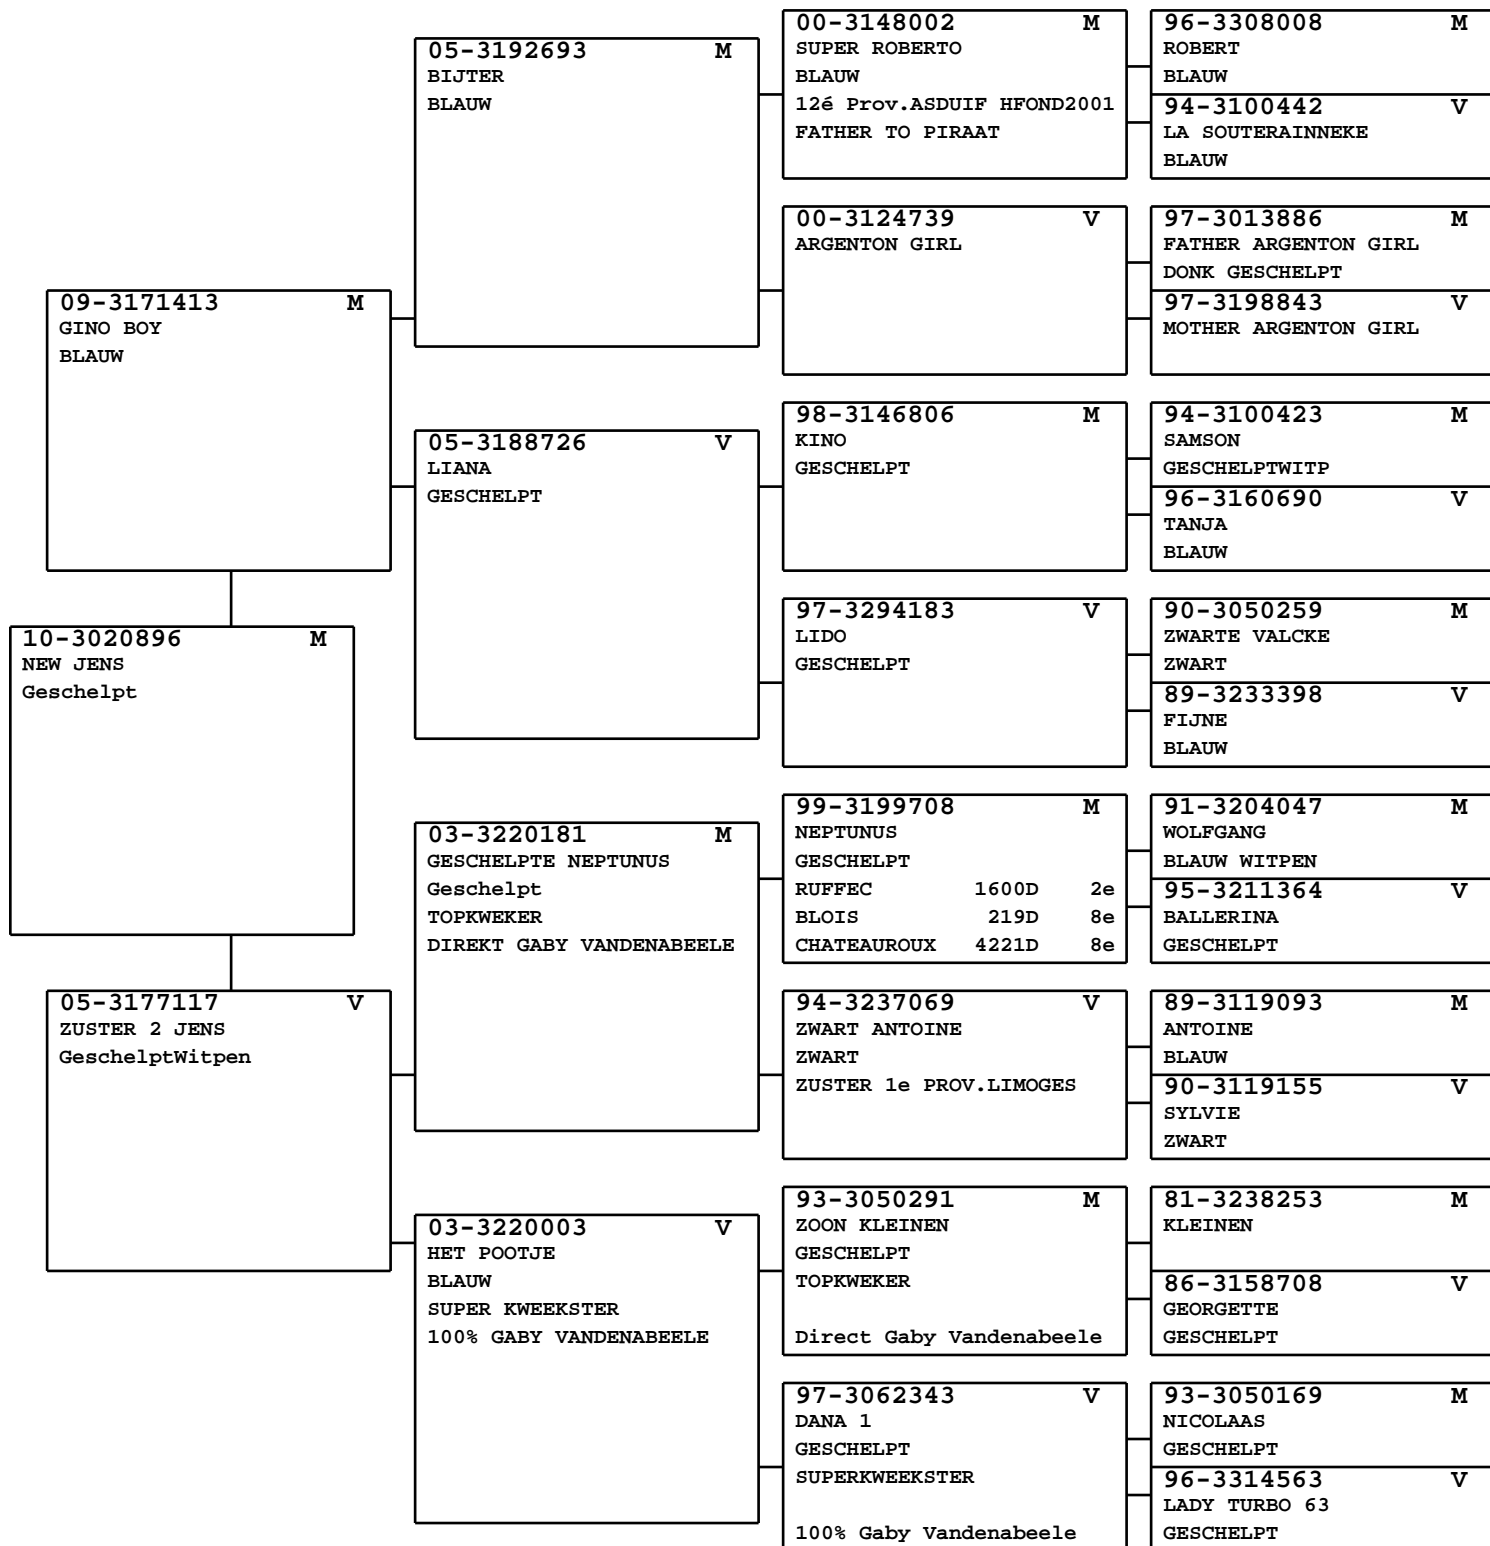 10-3020896 M
NEW JENS
Geschelpt
09-3171413 M
GINO BOY
BLAUW
05-3177117 V
ZUSTER 2 JENS
GeschelptWitpen
05-3192693 M
BIJTER
BLAUW
05-3188726 V
LIANA
GESCHELPT
03-3220181 M
GESCHELPTE NEPTUNUS
Geschelpt
TOPKWEKER
DIREKT GABY VANDENABEELE
03-3220003 V
HET POOTJE
BLAUW
SUPER KWEEKSTER
100% GABY VANDENABEELE
00-3148002 M
SUPER ROBERTO
BLAUW
12é Prov.ASDUIF HFOND2001
FATHER TO PIRAAT
00-3124739 V
ARGENTON GIRL
98-3146806 M
KINO
GESCHELPT
97-3294183 V
LIDO
GESCHELPT
99-3199708 M
NEPTUNUS
GESCHELPT
RUFFEC 1600D 2e
BLOIS 219D 8e
CHATEAUROUX 4221D 8e
94-3237069 V
ZWART ANTOINE
ZWART
ZUSTER 1e PROV.LIMOGES
93-3050291 M
ZOON KLEINEN
GESCHELPT
TOPKWEKER
Direct Gaby Vandenabeele
97-3062343 V
DANA 1
GESCHELPT
SUPERKWEEKSTER
100% Gaby Vandenabeele
96-3308008 M
ROBERT
BLAUW
94-3100442 V
LA SOUTERAINNEKE
BLAUW
97-3013886 M
FATHER ARGENTON GIRL
DONK GESCHELPT
97-3198843 V
MOTHER ARGENTON GIRL
94-3100423 M
SAMSON
GESCHELPTWITP
96-3160690 V
TANJA
BLAUW
90-3050259 M
ZWARTE VALCKE
ZWART
89-3233398 V
FIJNE
BLAUW
91-3204047 M
WOLFGANG
BLAUW WITPEN
95-3211364 V
BALLERINA
GESCHELPT
89-3119093 M
ANTOINE
BLAUW
90-3119155 V
SYLVIE
ZWART
81-3238253 M
KLEINEN
86-3158708 V
GEORGETTE
GESCHELPT
93-3050169 M
NICOLAAS
GESCHELPT
96-3314563 V
LADY TURBO 63
GESCHELPT